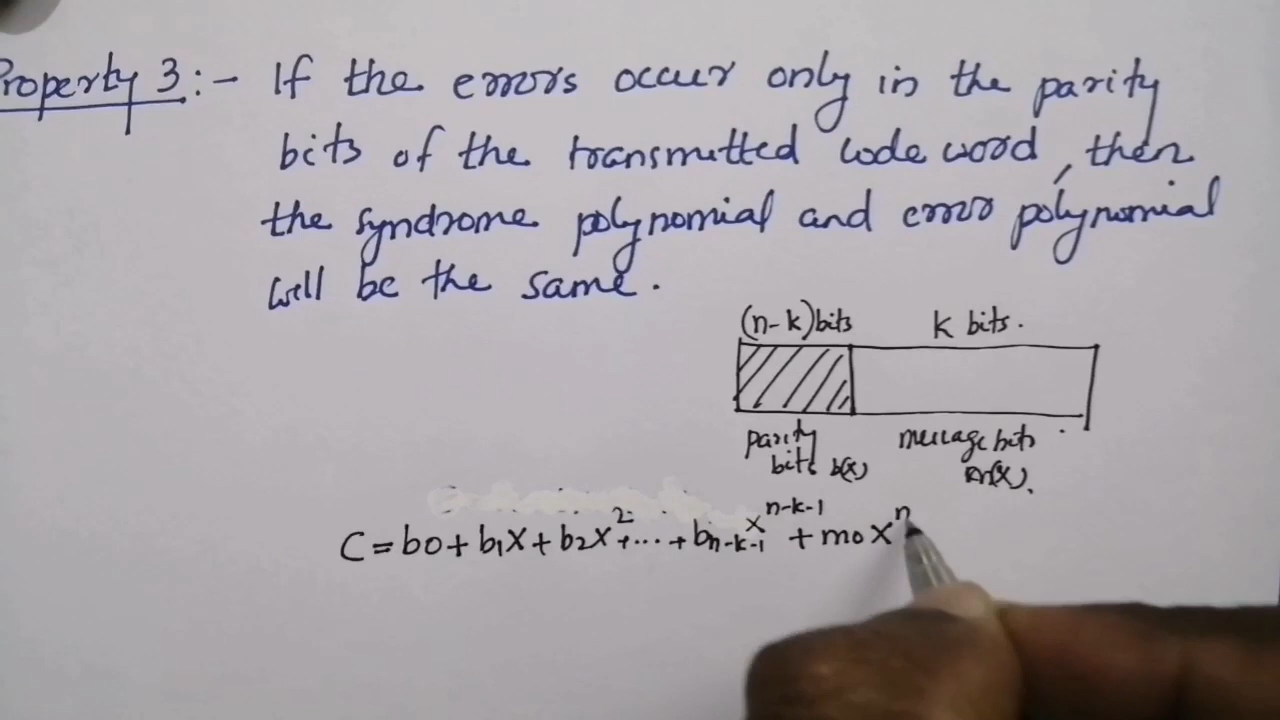 Property 3:- If the errors occur only in the parity
bits of the transmitted code word, then
the syndrome polynomial and error polynomial
will be the same.
(n-k)bits K bits.
parity message bits
bits b(x) m(x).
C = b0 + b1x + b2x² + ... + bn-k-1 x^n-k-1 + m0 x^n